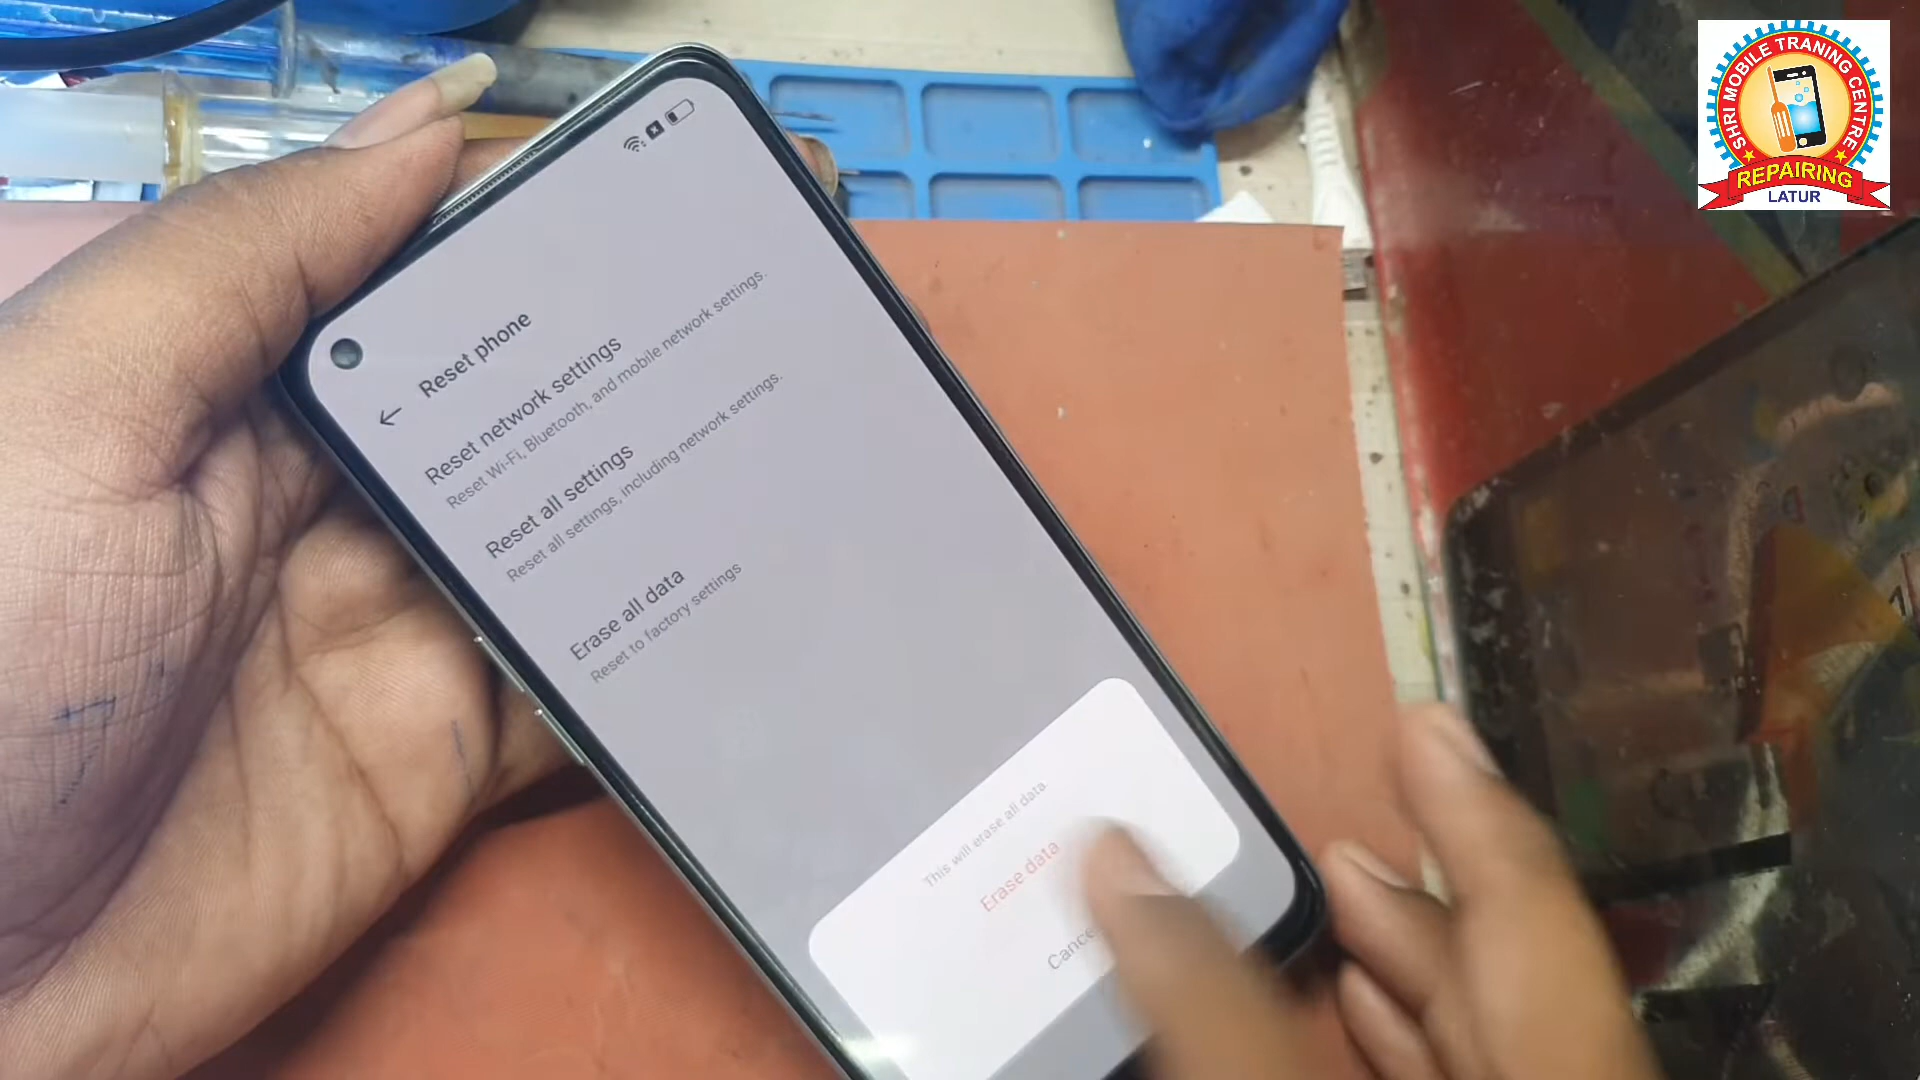 Reset phone
Reset network settings
Reset Wi-Fi, Bluetooth, and mobile network settings.
Reset all settings
Reset all settings, including network settings.
Erase all data
Reset to factory settings
This will erase all data.
Erase data
Cancel
SHRI MOBILE TRANING CENTRE
REPAIRING
LATUR